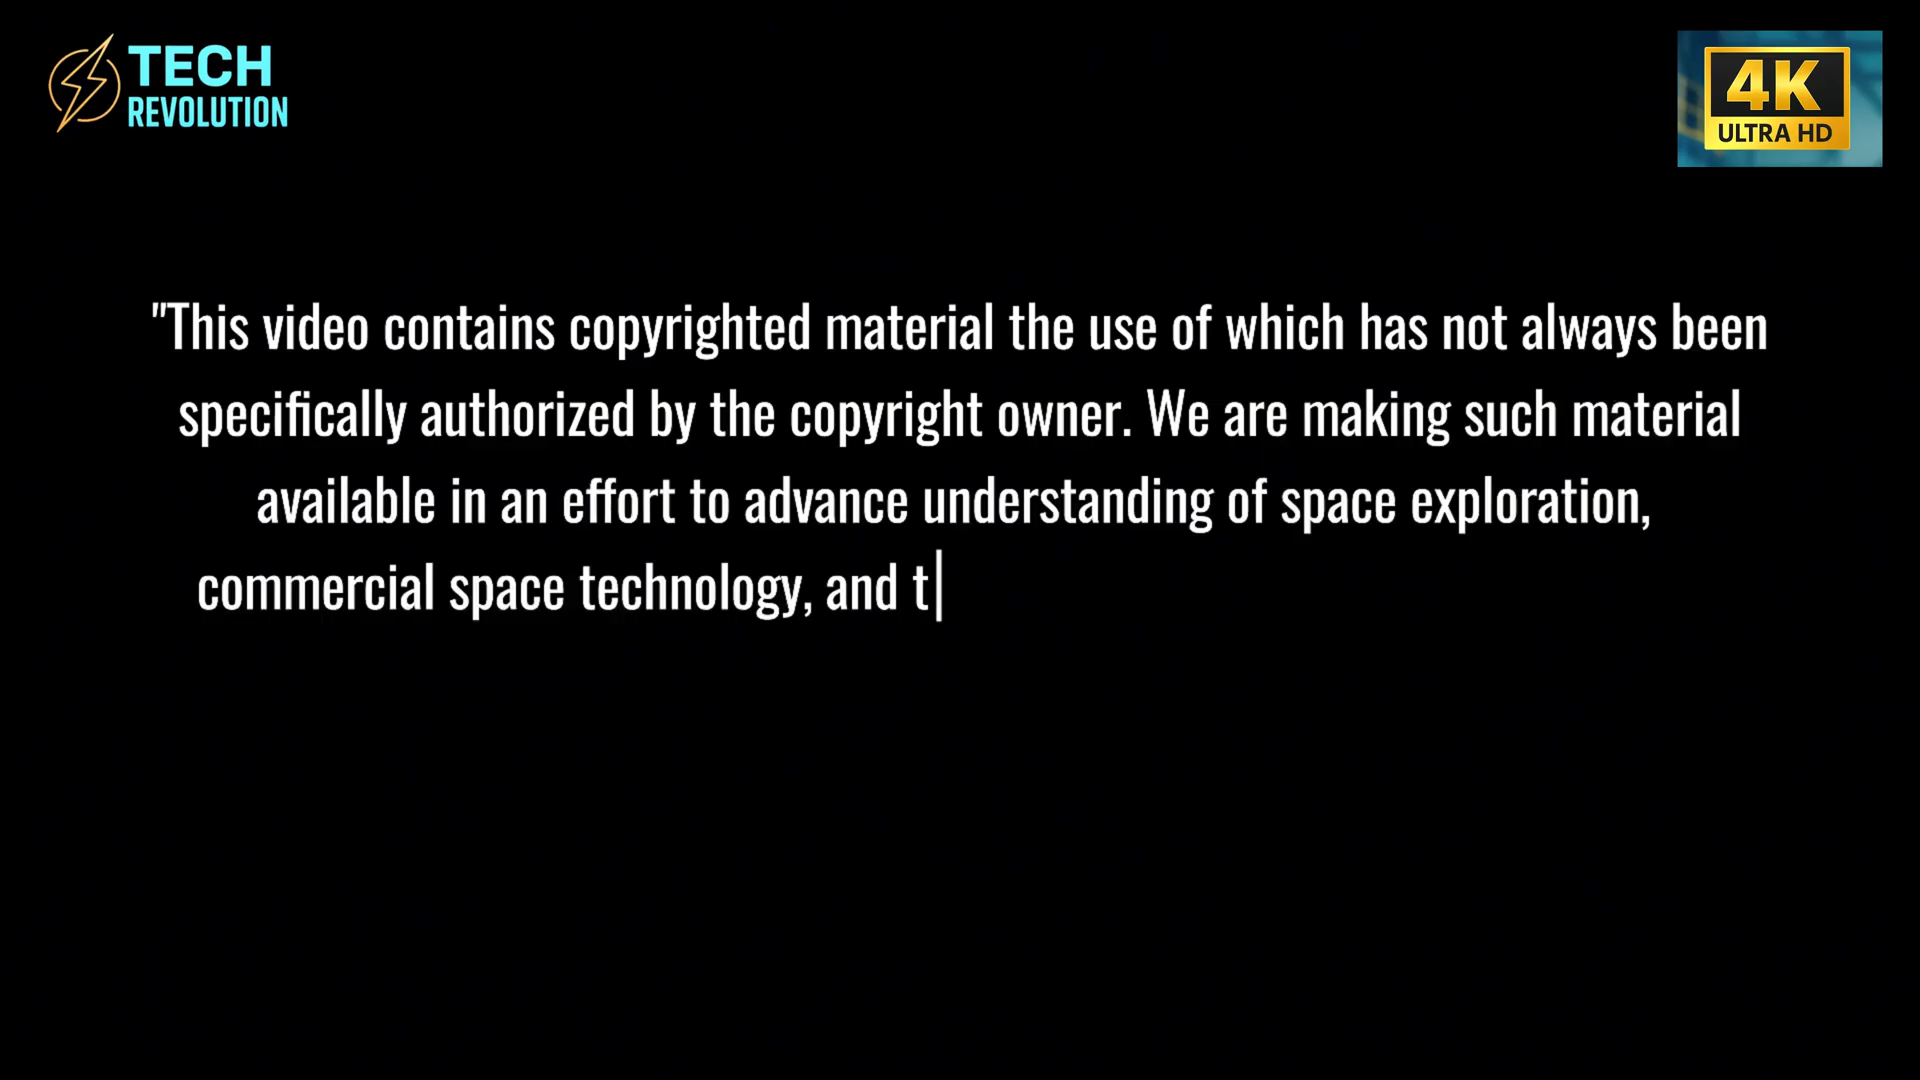 TECH
REVOLUTION
4K
ULTRA HD
"This video contains copyrighted material the use of which has not always been
specifically authorized by the copyright owner. We are making such material
available in an effort to advance understanding of space exploration,
commercial space technology, and t